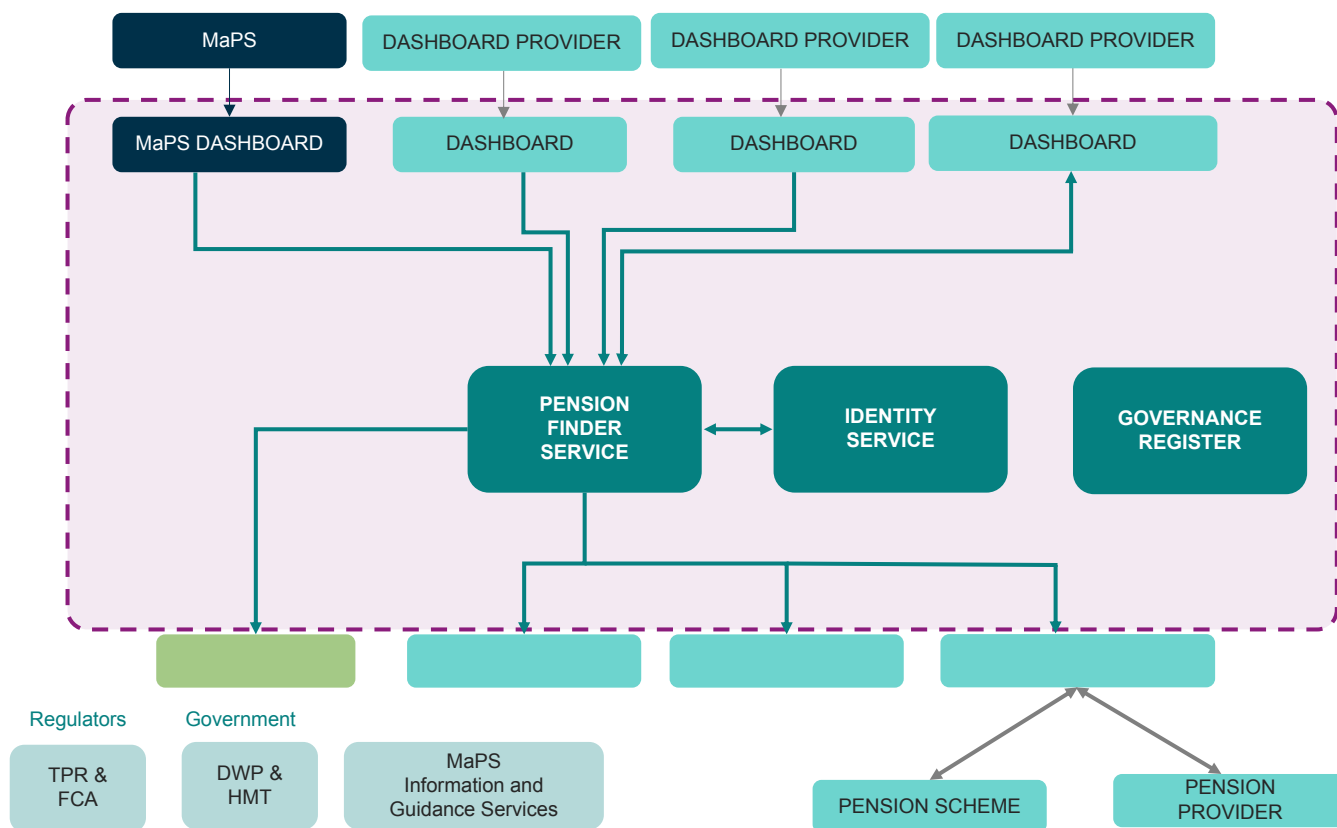 MaPS
DASHBOARD PROVIDER
DASHBOARD PROVIDER
DASHBOARD PROVIDER
MaPS DASHBOARD
DASHBOARD
DASHBOARD
DASHBOARD
PENSION
FINDER
SERVICE
IDENTITY
SERVICE
GOVERNANCE
REGISTER
Regulators
Government
TPR &
FCA
DWP &
HMT
MaPS
Information and
Guidance Services
PENSION SCHEME
PENSION
PROVIDER